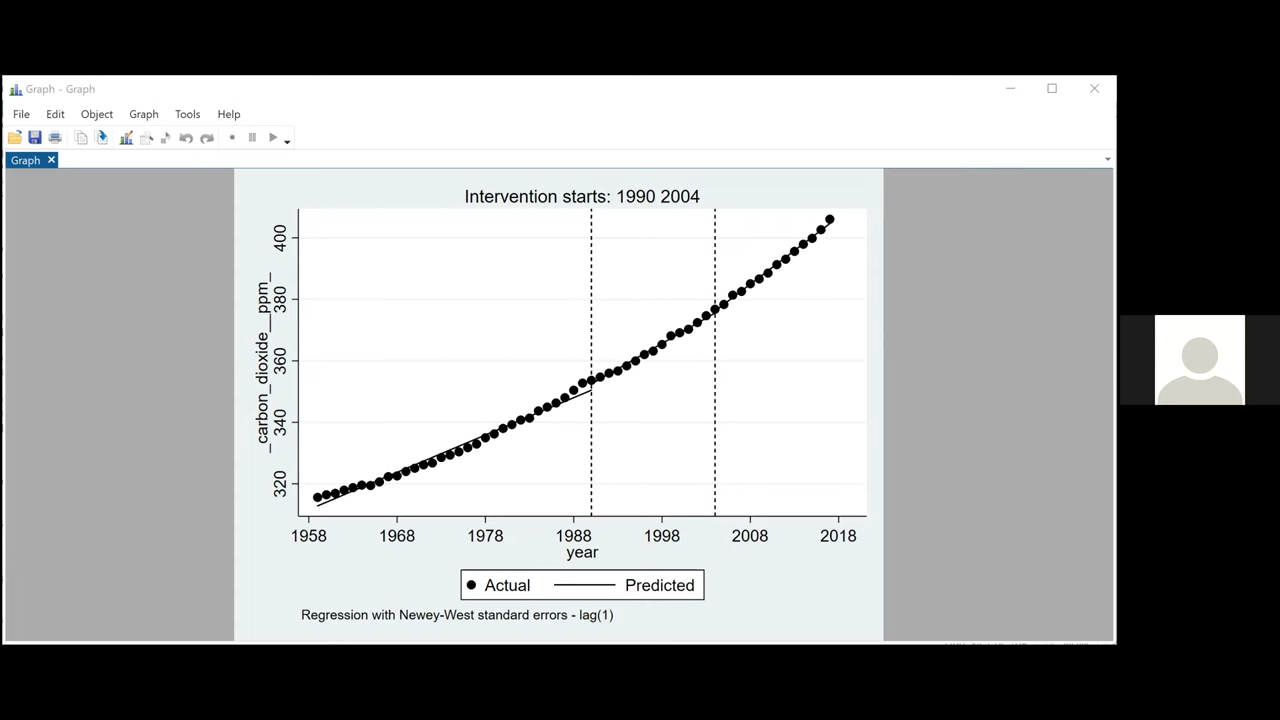 Graph - Graph
File Edit Object Graph Tools Help
Graph
Intervention starts: 1990 2004
_carbon_dioxide__ppm_
400
380
360
340
320
1958 1968 1978 1988 1998 2008 2018
year
Actual Predicted
Regression with Newey-West standard errors - lag(1)